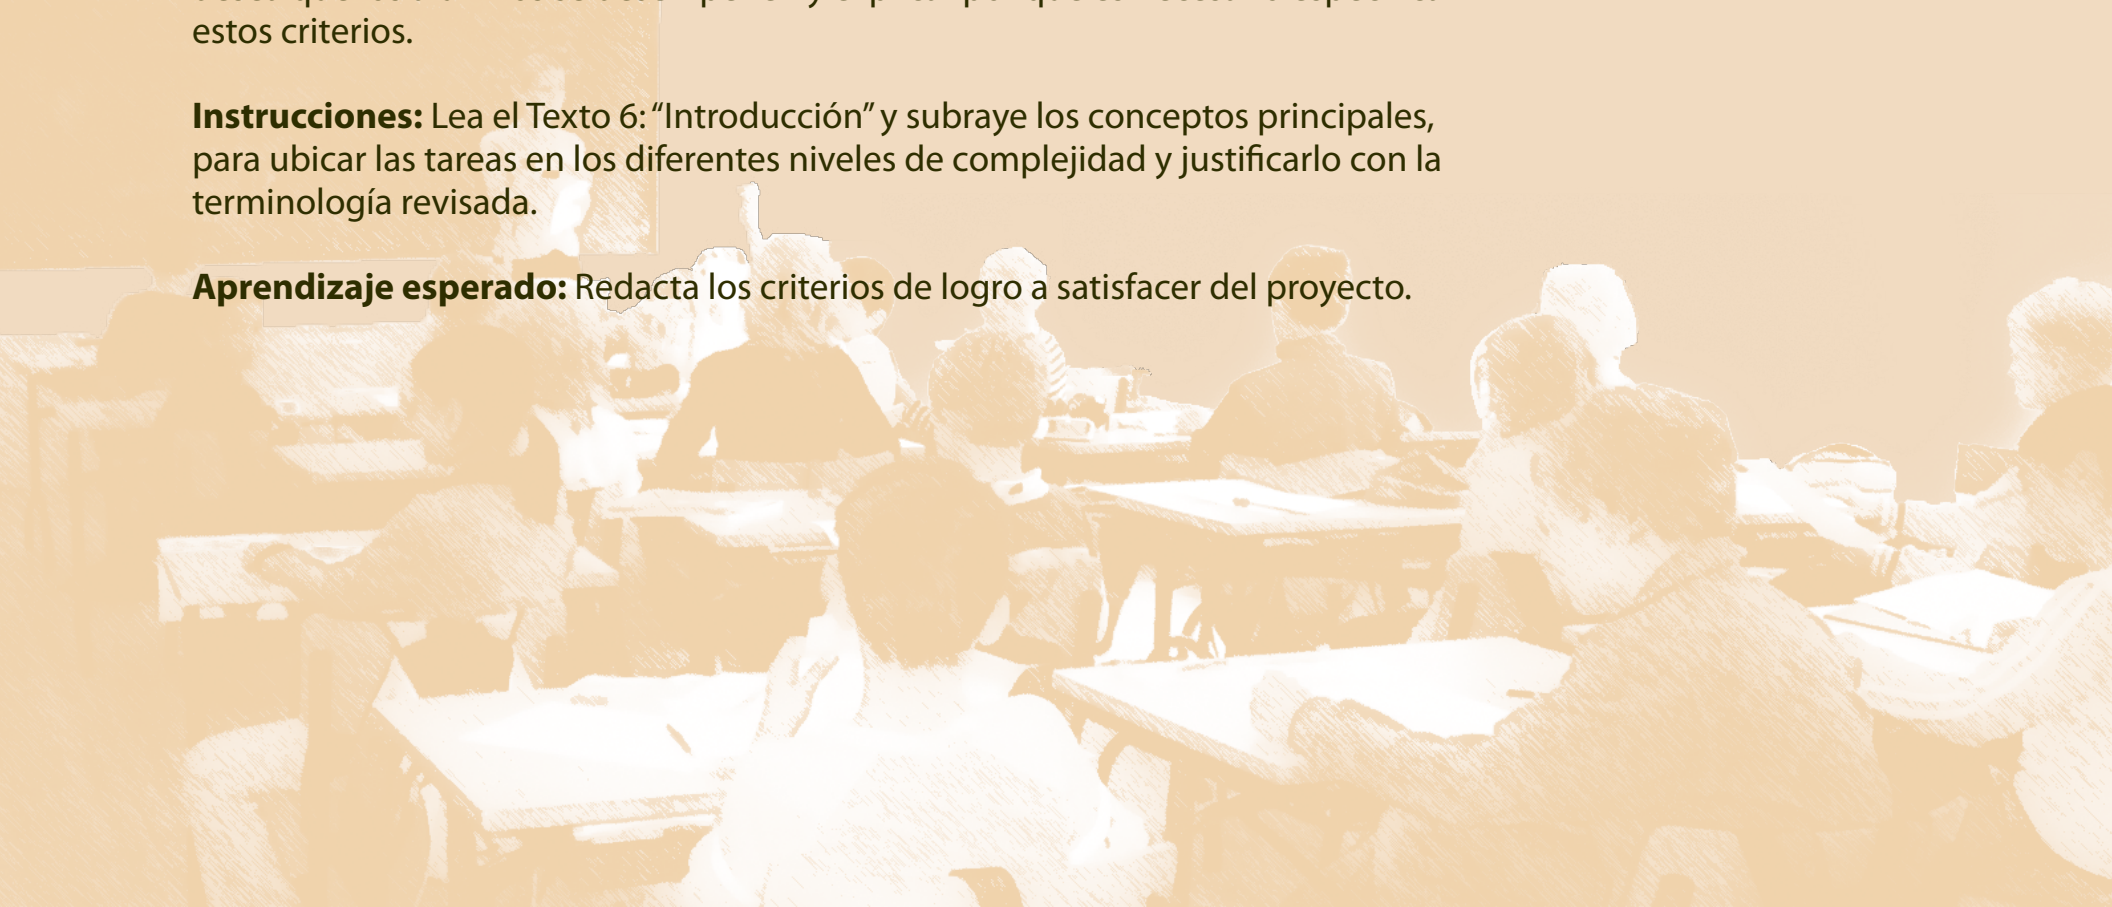 estos criterios.
Instrucciones: Lea el Texto 6: “Introducción” y subraye los conceptos principales,
para ubicar las tareas en los diferentes niveles de complejidad y justificarlo con la
terminología revisada.
Aprendizaje esperado: Redacta los criterios de logro a satisfacer del proyecto.